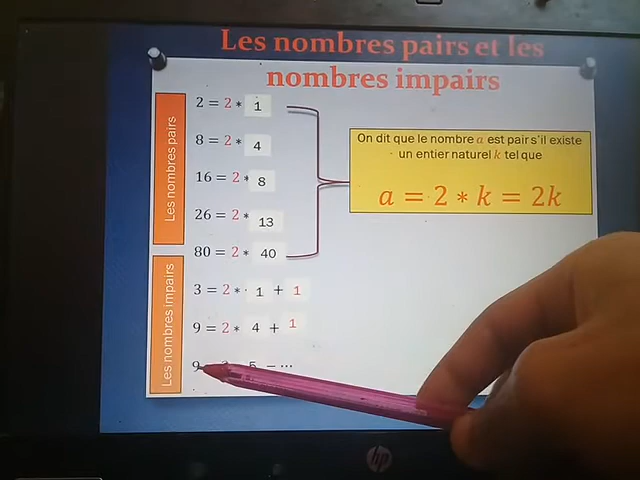 Les nombres pairs et les
nombres impairs
Les nombres pairs
2 = 2 * 1
8 = 2 * 4
16 = 2 * 8
26 = 2 * 13
80 = 2 * 40
On dit que le nombre a est pair s'il existe
un entier naturel k tel que
a = 2 * k = 2k
Les nombres impairs
3 = 2 * 1 + 1
9 = 2 * 4 + 1
9 5 − ...
hp